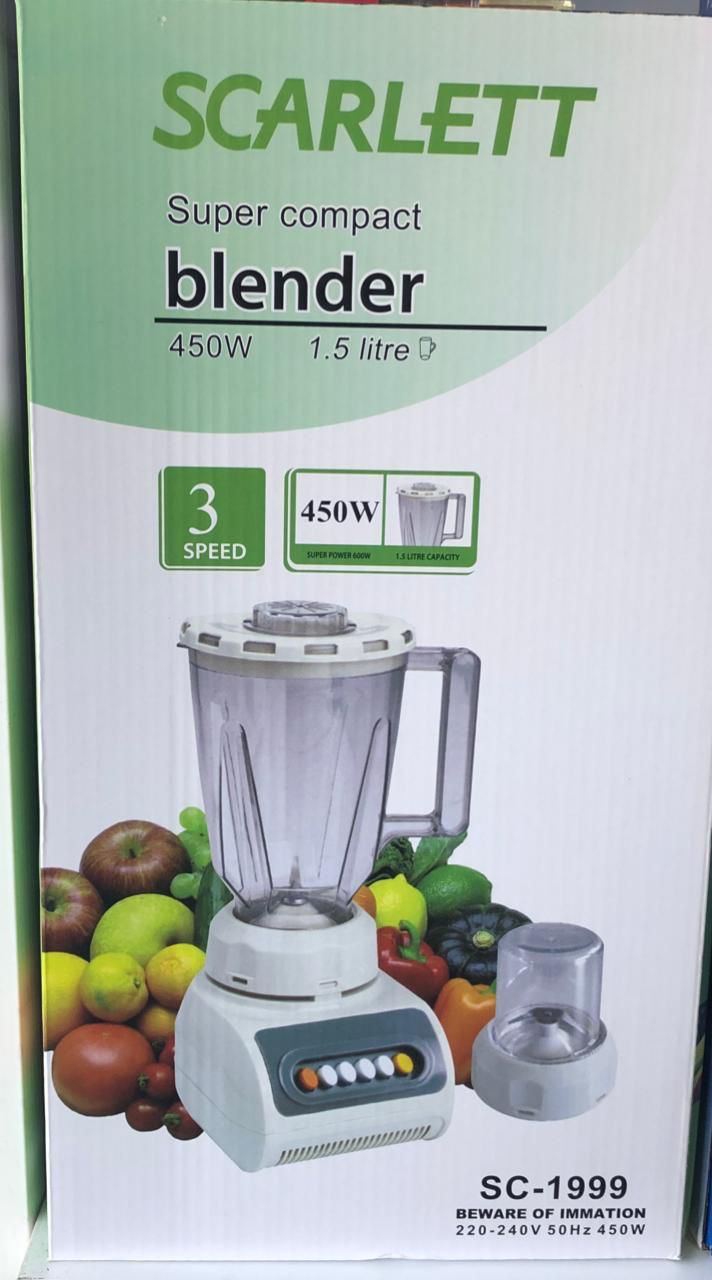 SCARLETT
Super compact
blender
450W 1.5 litre
3
SPEED
450W
SUPER POWER 600W 1.5 LITRE CAPACITY
SC-1999
BEWARE OF IMMATION
220-240V 50Hz 450W